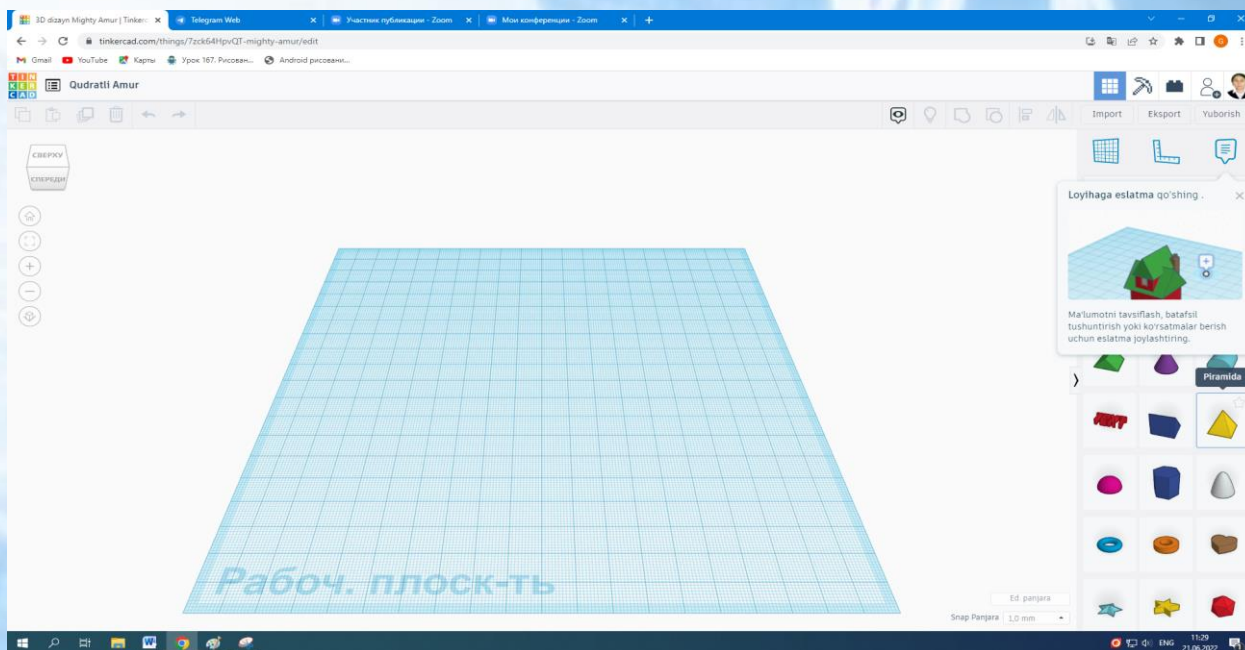 3D dizayn Mighty Amur | Tinkerc
Telegram Web
Участник публикации - Zoom
Мои конференции - Zoom
tinkercad.com/things/7zck64HpvQT-mighty-amur/edit
G
Gmail
YouTube
Карты
Урок 167. Рисован...
Android рисовани...
TIN
KER
CAD
Qudratli Amur
Import
Eksport
Yuborish
СВЕРХУ
СПЕРЕДИ
Loyihaga eslatma qo'shing .
Ma'lumotni tavsiflash, batafsil
tushuntirish yoki ko'rsatmalar berish
uchun eslatma joylashtiring.
Piramida
TEXT
Рабоч. плоск-ть
Ed. panjara
Snap Panjara 1,0 mm
ENG
11:29
21.06.2022